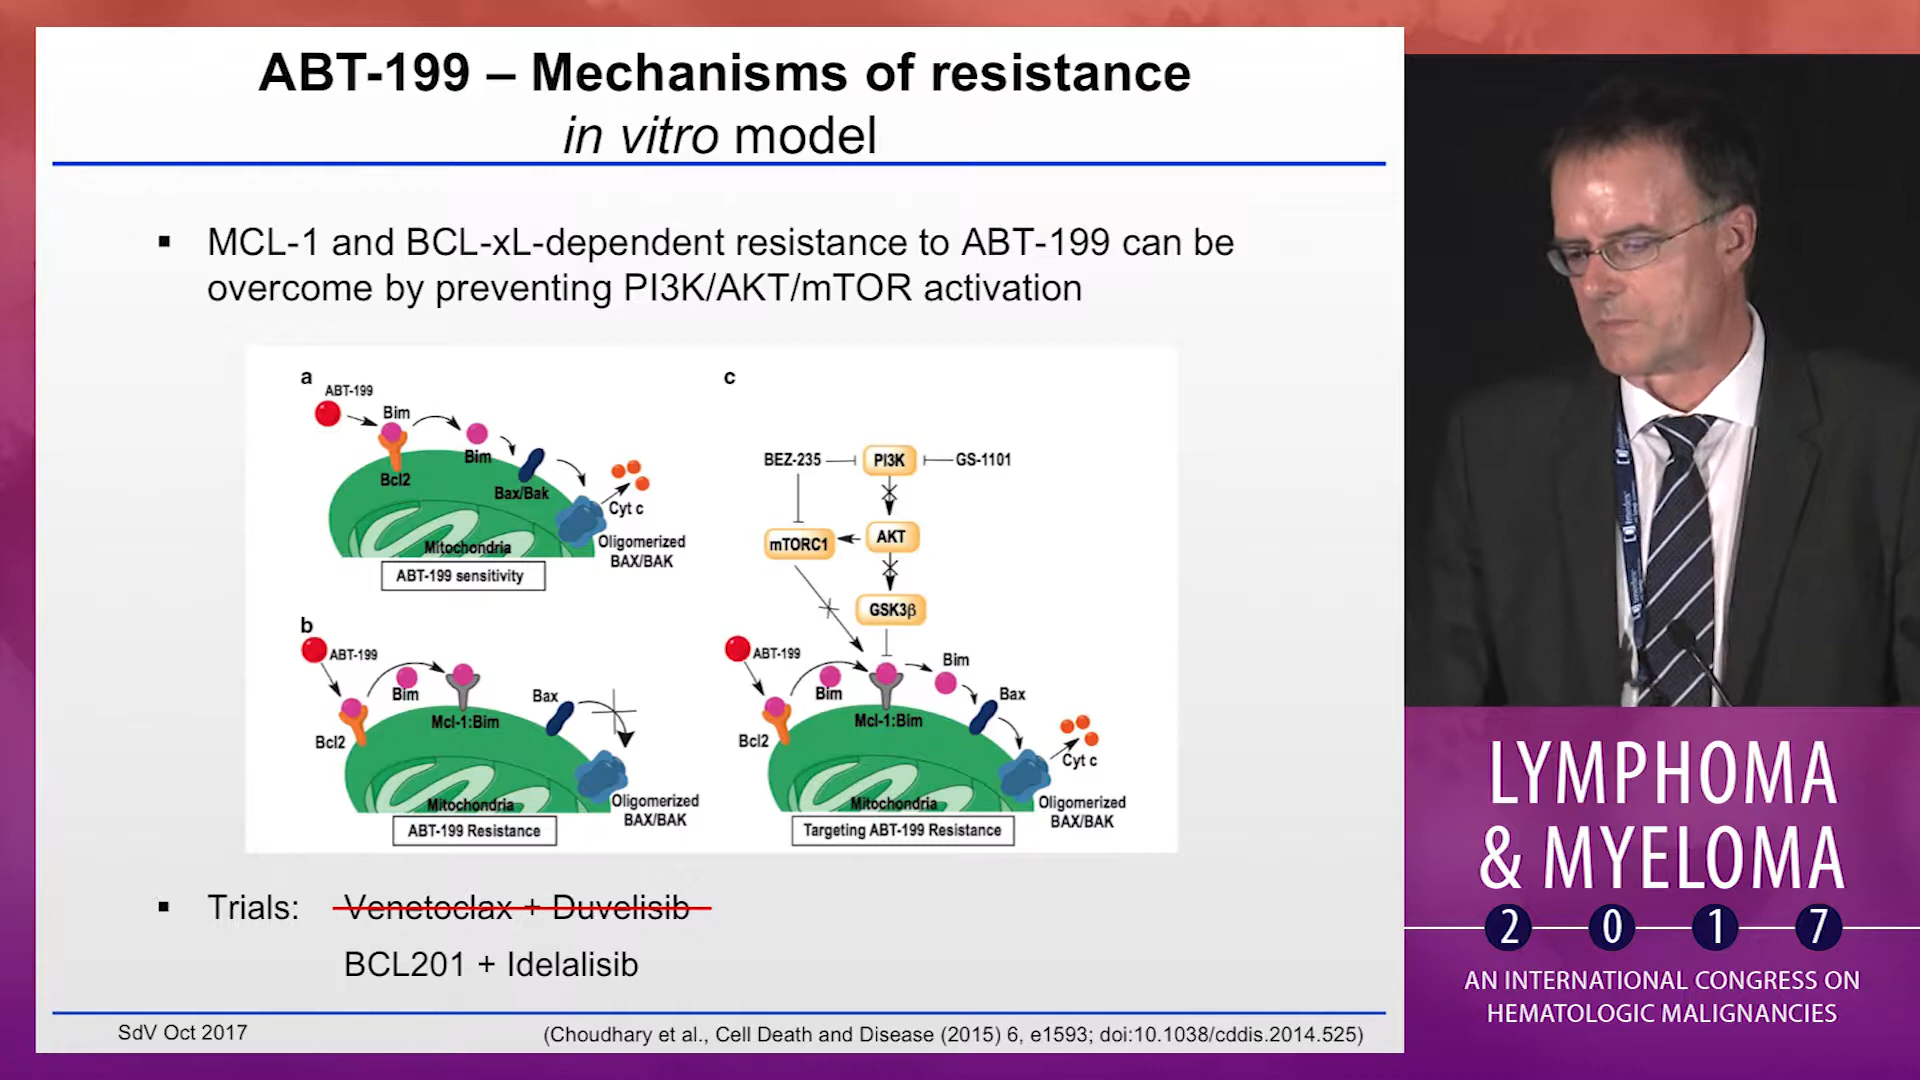 ABT-199 – Mechanisms of resistance
in vitro model
▪ MCL-1 and BCL-xL-dependent resistance to ABT-199 can be
overcome by preventing PI3K/AKT/mTOR activation
a
ABT-199
Bim
Bim
Bcl2
Bax/Bak
Cyt c
Mitochondria
Oligomerized
BAX/BAK
ABT-199 sensitivity
b
ABT-199
Bim
Mcl-1:Bim
Bax
Bcl2
Mitochondria
Oligomerized
BAX/BAK
ABT-199 Resistance
c
BEZ-235
PI3K
GS-1101
mTORC1
AKT
GSK3β
ABT-199
Bim
Bim
Mcl-1:Bim
Bax
Bcl2
Cyt c
Mitochondria
Oligomerized
BAX/BAK
Targeting ABT-199 Resistance
▪ Trials: Venetoclax + Duvelisib
BCL201 + Idelalisib
SdV Oct 2017
(Choudhary et al., Cell Death and Disease (2015) 6, e1593; doi:10.1038/cddis.2014.525)
LYMPHOMA
& MYELOMA
2017
AN INTERNATIONAL CONGRESS ON
HEMATOLOGIC MALIGNANCIES